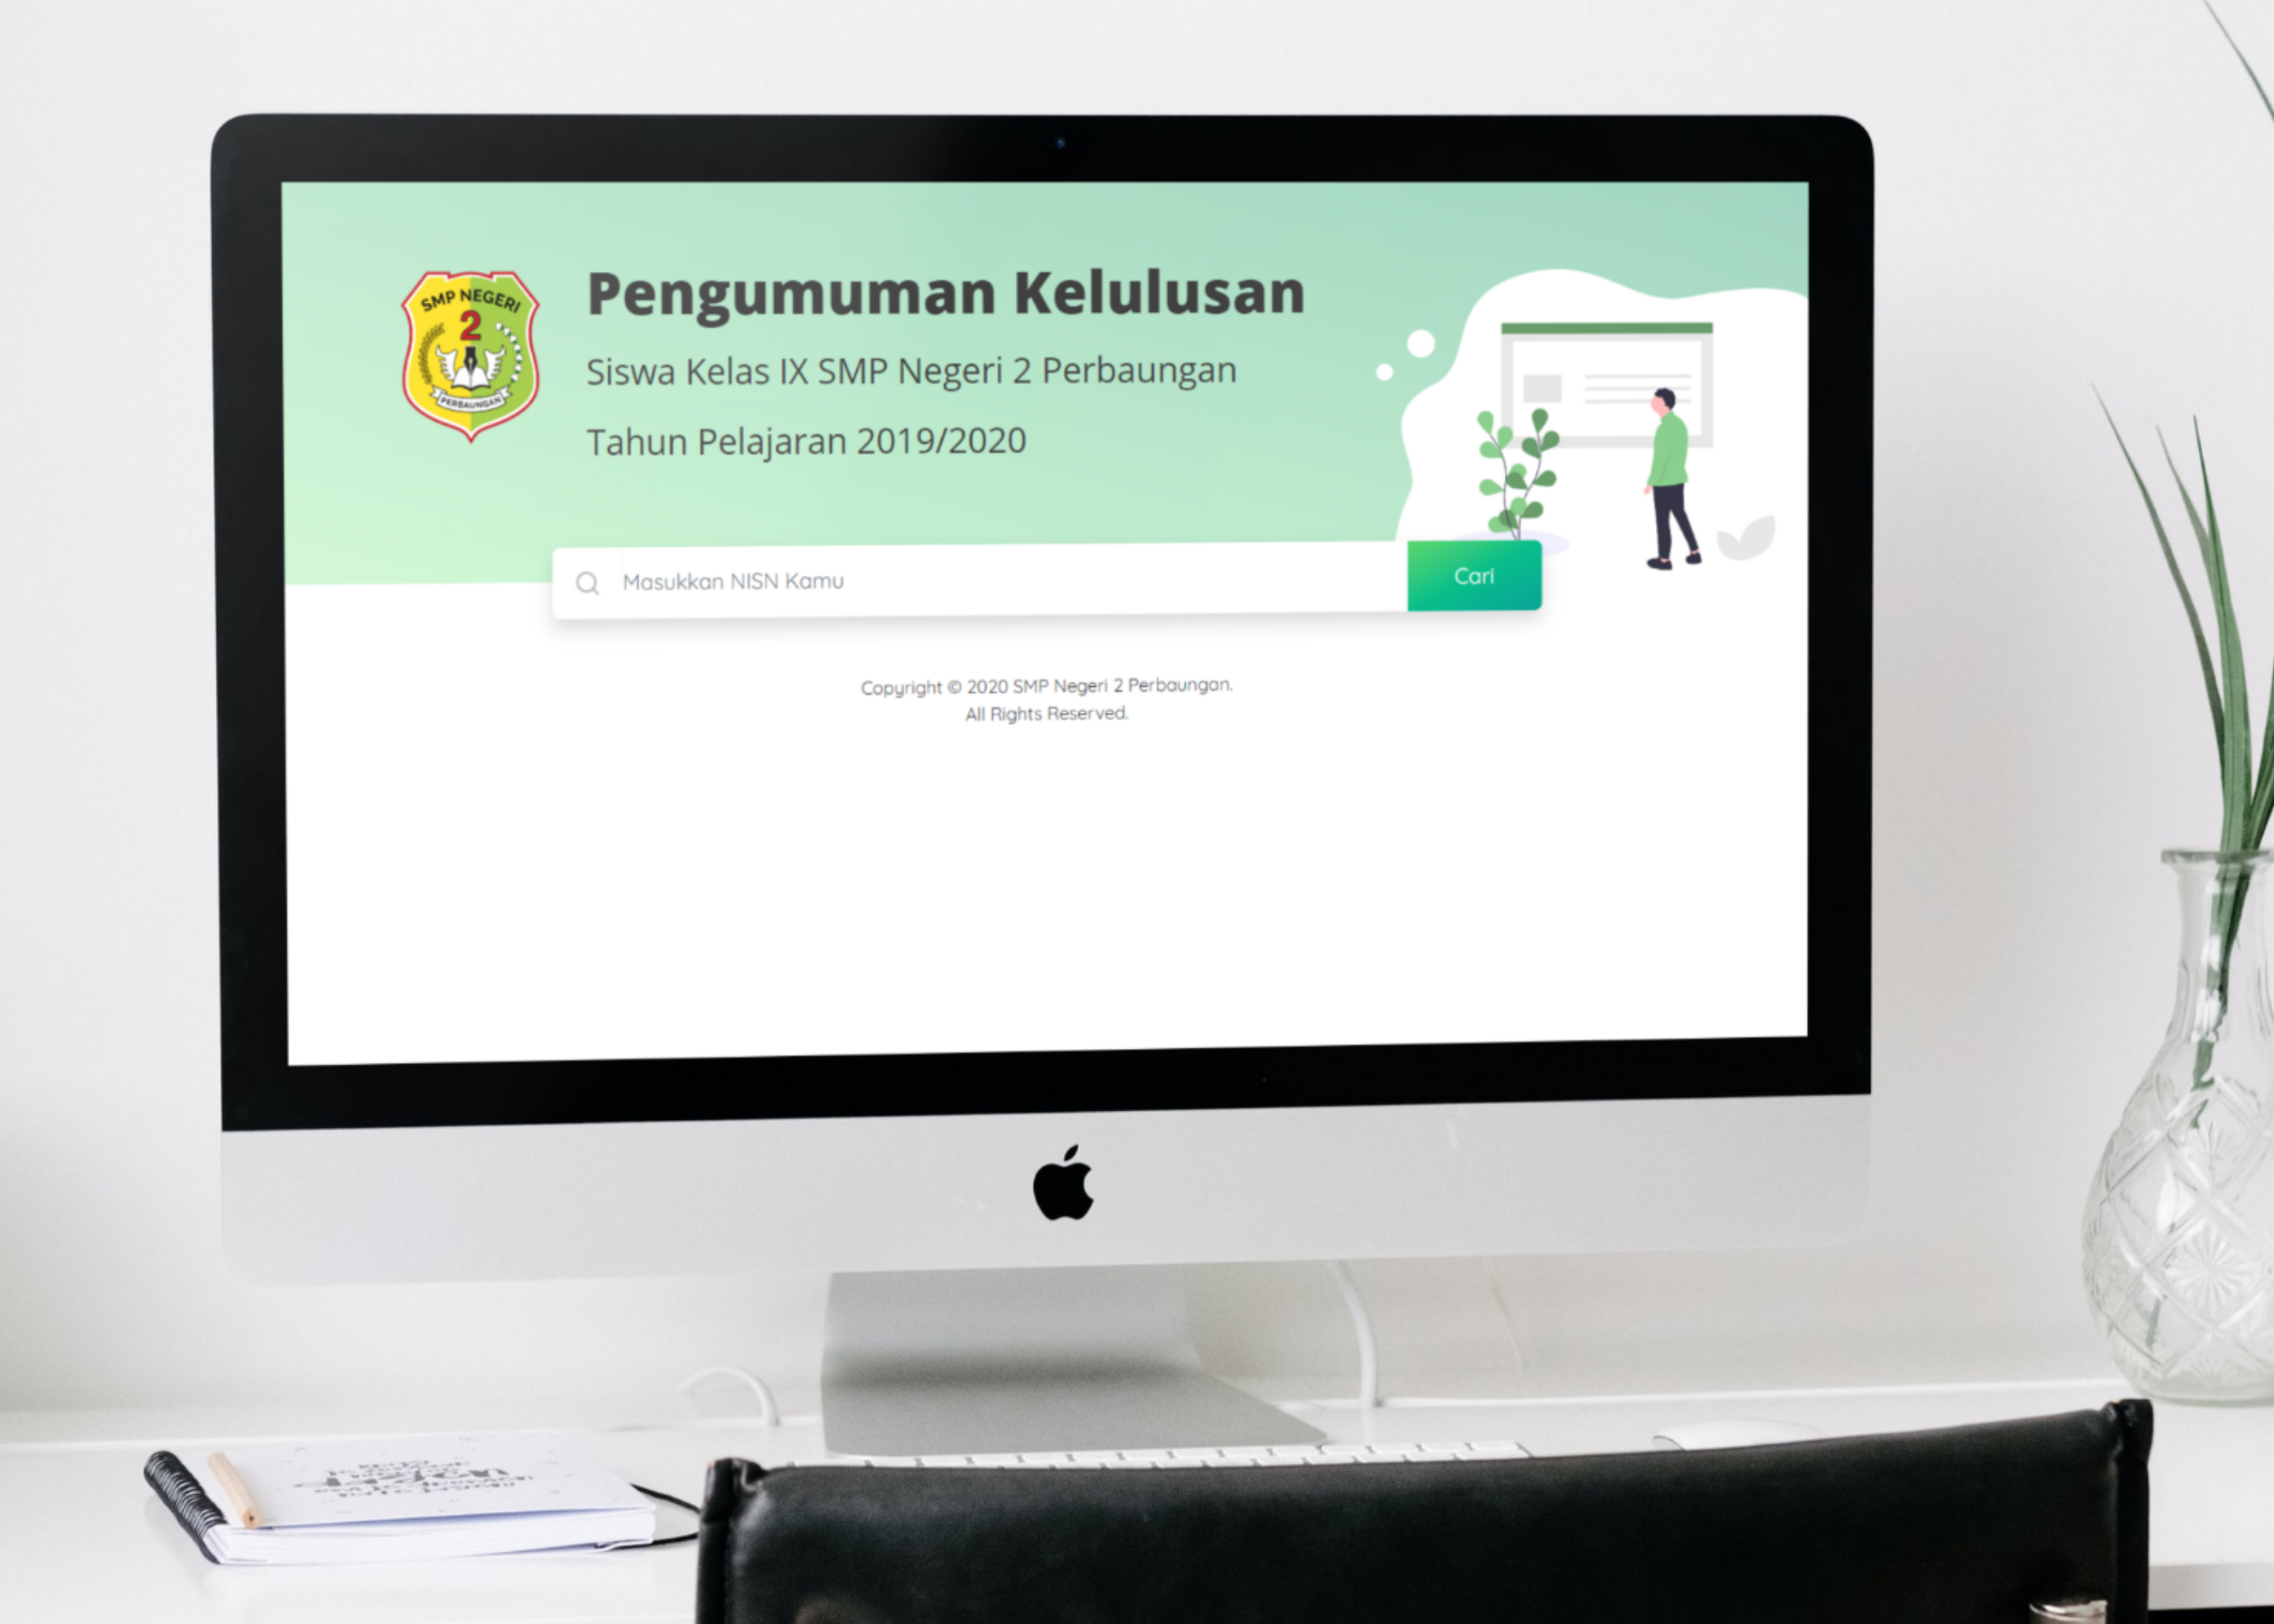 SMP NEGERI
2
PERBAUNGAN
Pengumuman Kelulusan
Siswa Kelas IX SMP Negeri 2 Perbaungan
Tahun Pelajaran 2019/2020
Masukkan NISN Kamu
Cari
Copyright © 2020 SMP Negeri 2 Perbaungan.
All Rights Reserved.